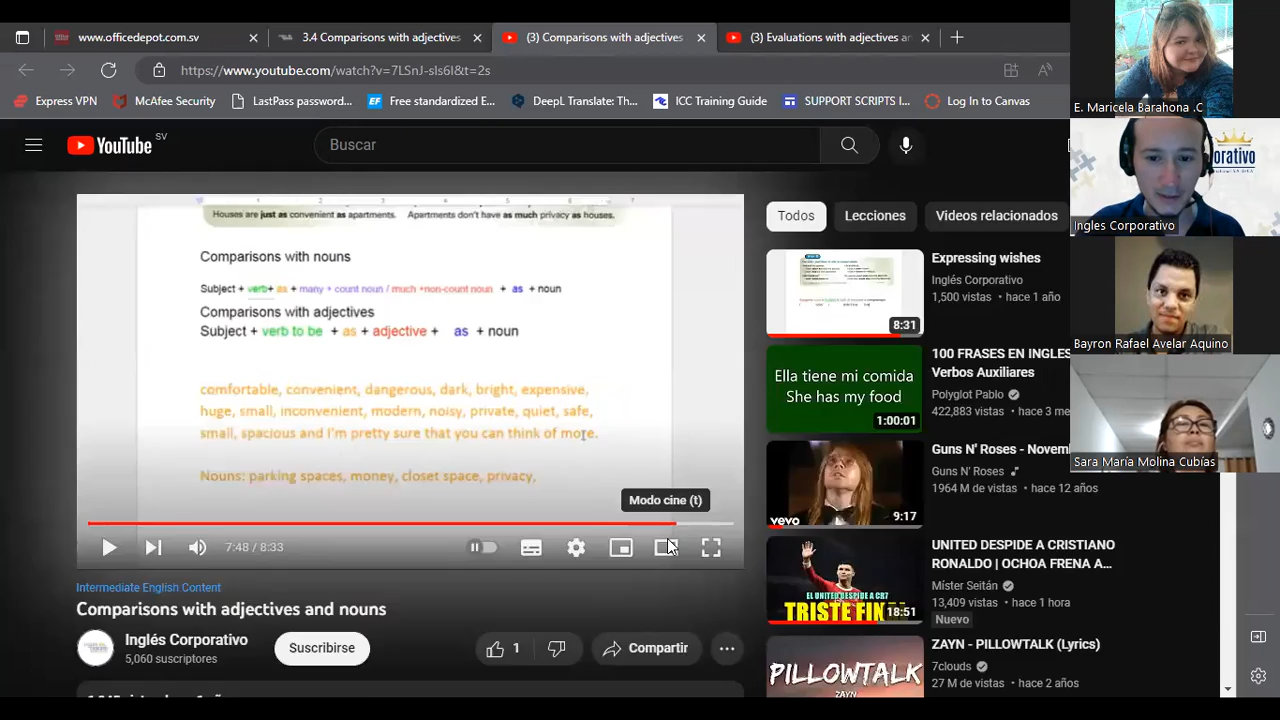 www.officedepot.com.sv
3.4 Comparisons with adjectives
(3) Comparisons with adjectives
(3) Evaluations with adjectives an
https://www.youtube.com/watch?v=7LSnJ-sIs6I&t=2s
Express VPN
McAfee Security
LastPass password...
EF
Free standardized E...
DeepL Translate: Th...
ICC Training Guide
SUPPORT SCRIPTS I...
Log In to Canvas
YouTube SV
Buscar
Houses are just as convenient as apartments. Apartments don't have as much privacy as houses.
Comparisons with nouns
Subject + verb+ as + many + count noun / much +non-count noun + as + noun
Comparisons with adjectives
Subject + verb to be + as + adjective + as + noun
comfortable, convenient, dangerous, dark, bright, expensive,
huge, small, inconvenient, modern, noisy, private, quiet, safe,
small, spacious and I'm pretty sure that you can think of more.
Nouns: parking spaces, money, closet space, privacy,
Modo cine (t)
7:48 / 8:33
Intermediate English Content
Comparisons with adjectives and nouns
Inglés Corporativo
5,060 suscriptores
Suscribirse
1
Compartir
Todos
Lecciones
Videos relacionados
8:31
Expressing wishes
Inglés Corporativo
1,500 vistas • hace 1 año
Ella tiene mi comida
She has my food
1:00:01
100 FRASES EN INGLES
Verbos Auxiliares
Polyglot Pablo
422,883 vistas • hace 3 me
vevo
9:17
Guns N' Roses - Novem
Guns N' Roses
1964 M de vistas • hace 12 años
EL UNITED DESPIDE A CR7
TRISTE FIN
18:51
UNITED DESPIDE A CRISTIANO
RONALDO | OCHOA FRENA A...
Míster Seitán
13,409 vistas • hace 1 hora
Nuevo
PILLOWTALK
ZAYN
ZAYN - PILLOWTALK (Lyrics)
7clouds
27 M de vistas • hace 2 años
E. Maricela Barahona .C
orativo
Ingles Corporativo
Bayron Rafael Avelar Aquino
Sara María Molina Cubías